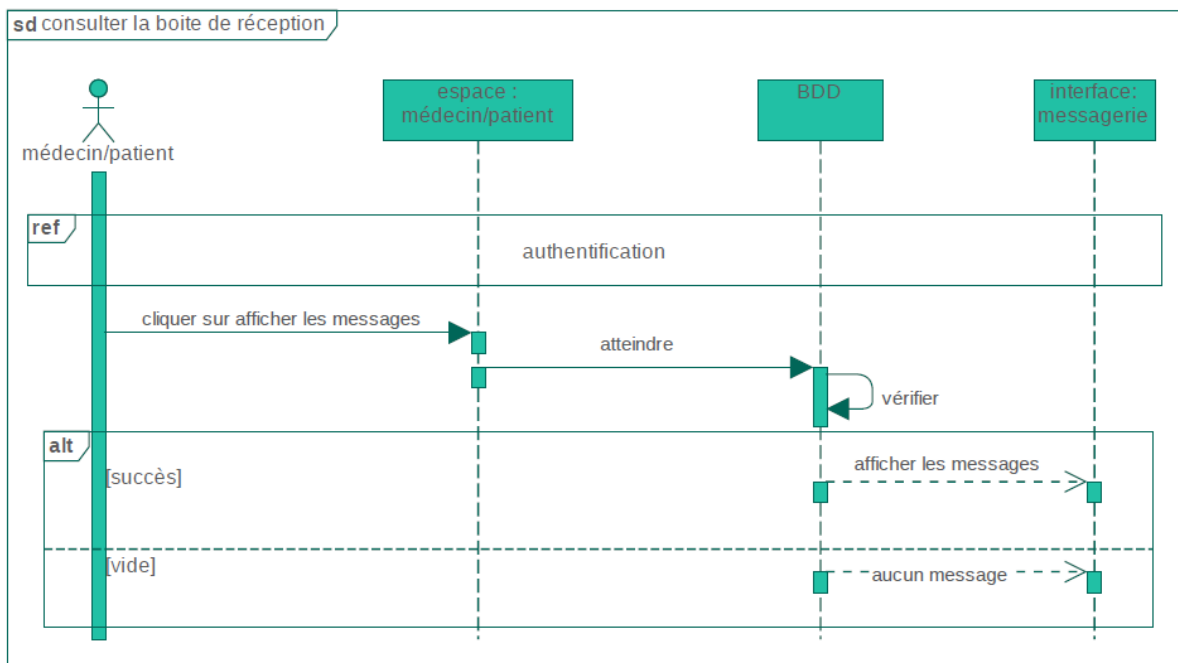 sd consulter la boite de réception
espace :
médecin/patient
BDD
interface:
messagerie
médecin/patient
ref
authentification
cliquer sur afficher les messages
atteindre
vérifier
alt
[succès]
afficher les messages
[vide]
aucun message